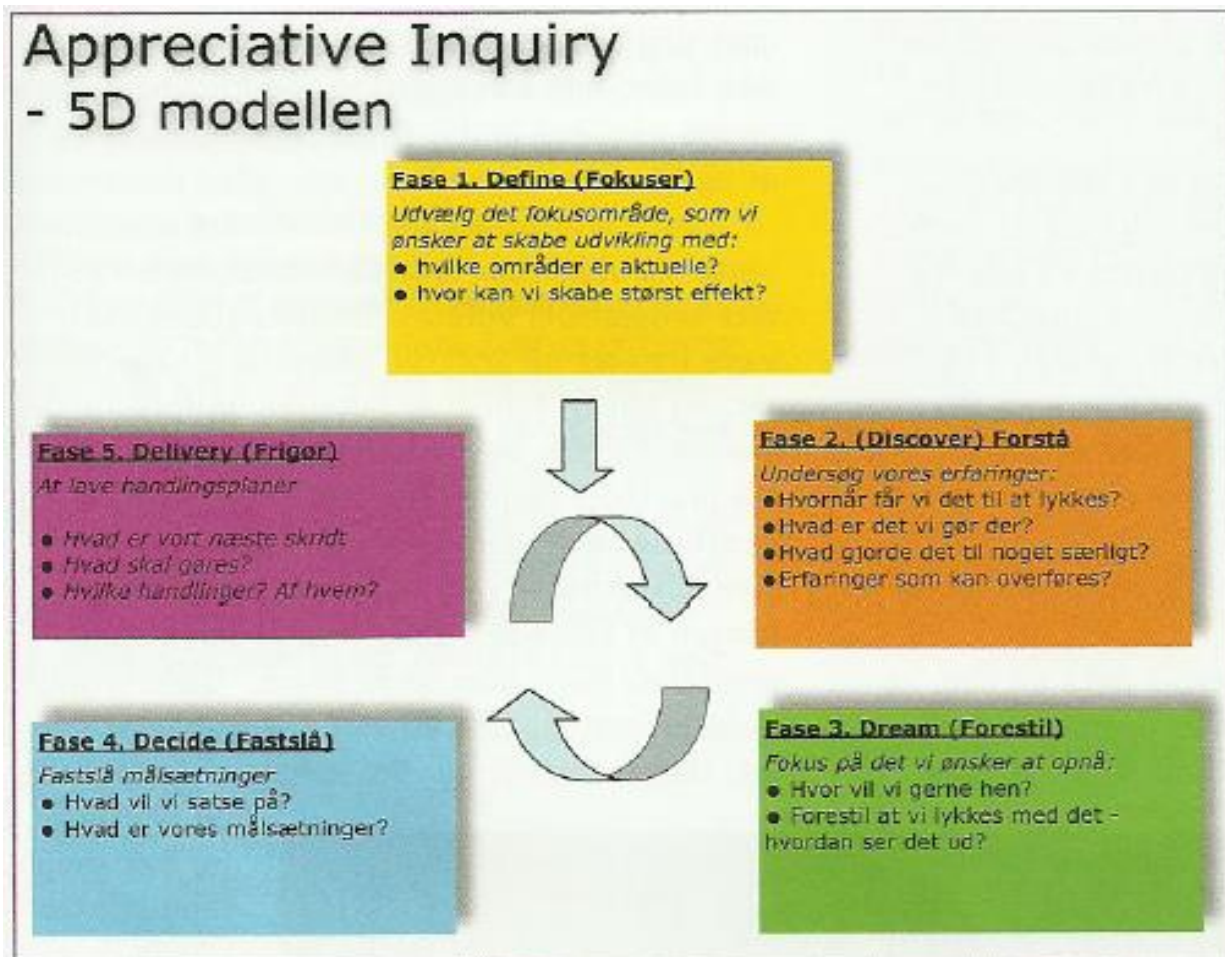 Appreciative Inquiry
- 5D modellen
Fase 1. Define (Fokuser)
Udvælg det fokusområde, som vi
ønsker at skabe udvikling med:
● hvilke områder er aktuelle?
● hvor kan vi skabe størst effekt?
Fase 2. (Discover) Forstå
Undersøg vores erfaringer:
●Hvornår får vi det til at lykkes?
●Hvad er det vi gør der?
●Hvad gjorde det til noget særligt?
●Erfaringer som kan overføres?
Fase 3. Dream (Forestil)
Fokus på det vi ønsker at opnå:
● Hvor vil vi gerne hen?
● Forestil at vi lykkes med det -
hvordan ser det ud?
Fase 4. Decide (Fastslå)
Fastslå målsætninger
● Hvad vil vi satse på?
● Hvad er vores målsætninger?
Fase 5. Delivery (Frigør)
At lave handlingsplaner
● Hvad er vort næste skridt
● Hvad skal gøres?
● Hvilke handlinger? Af hvem?